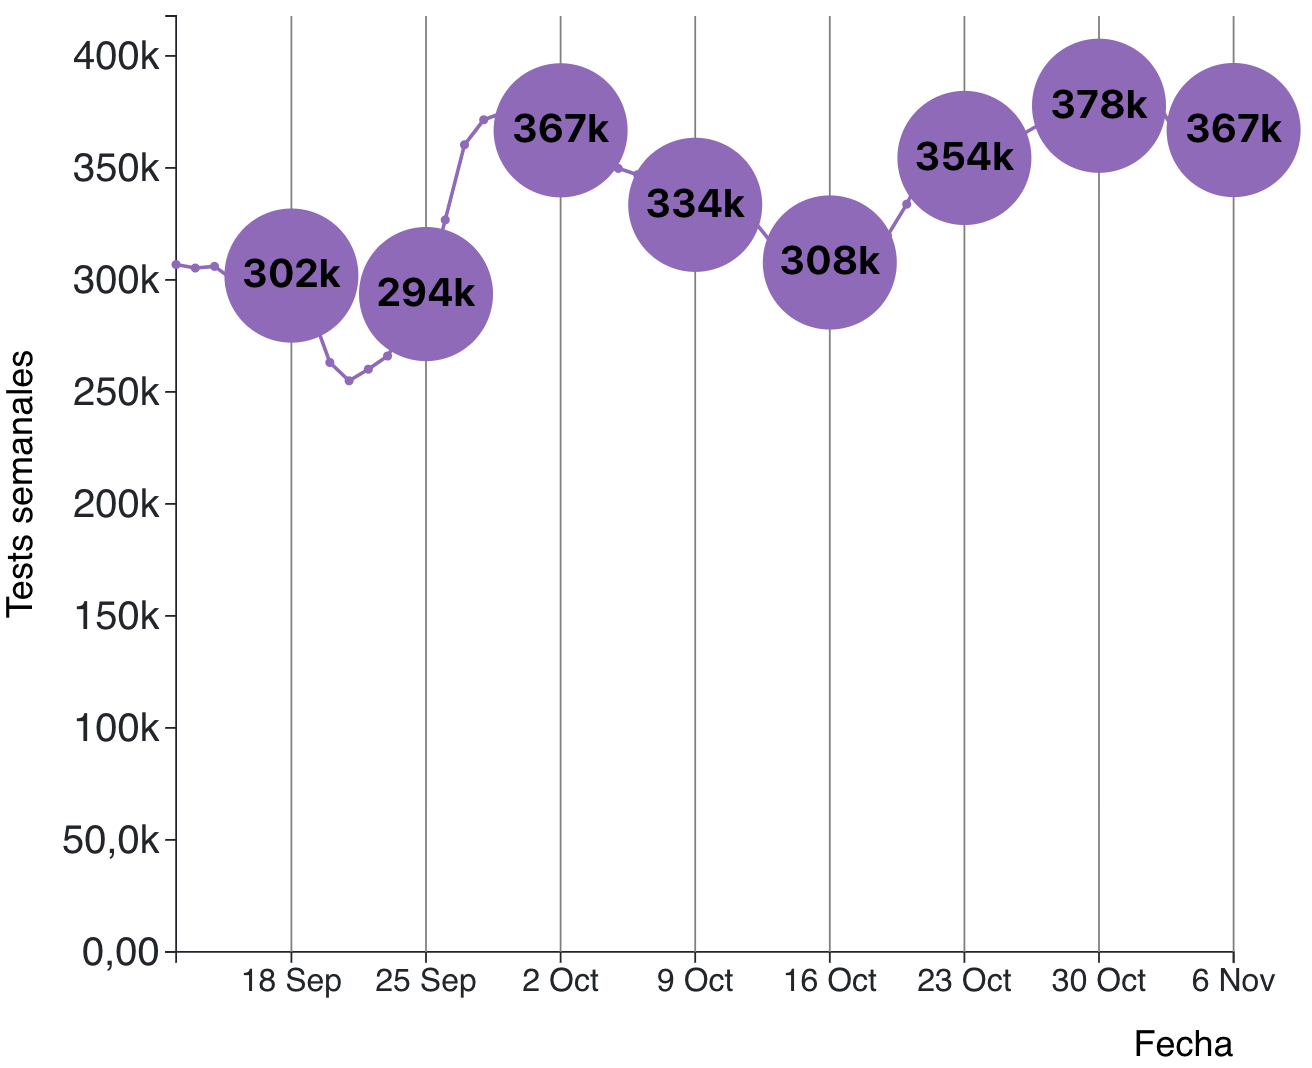 400k
350k
300k
250k
200k
150k
100k
50,0k
0,00
Tests semanales
302k
294k
367k
334k
308k
354k
378k
367k
18 Sep
25 Sep
2 Oct
9 Oct
16 Oct
23 Oct
30 Oct
6 Nov
Fecha